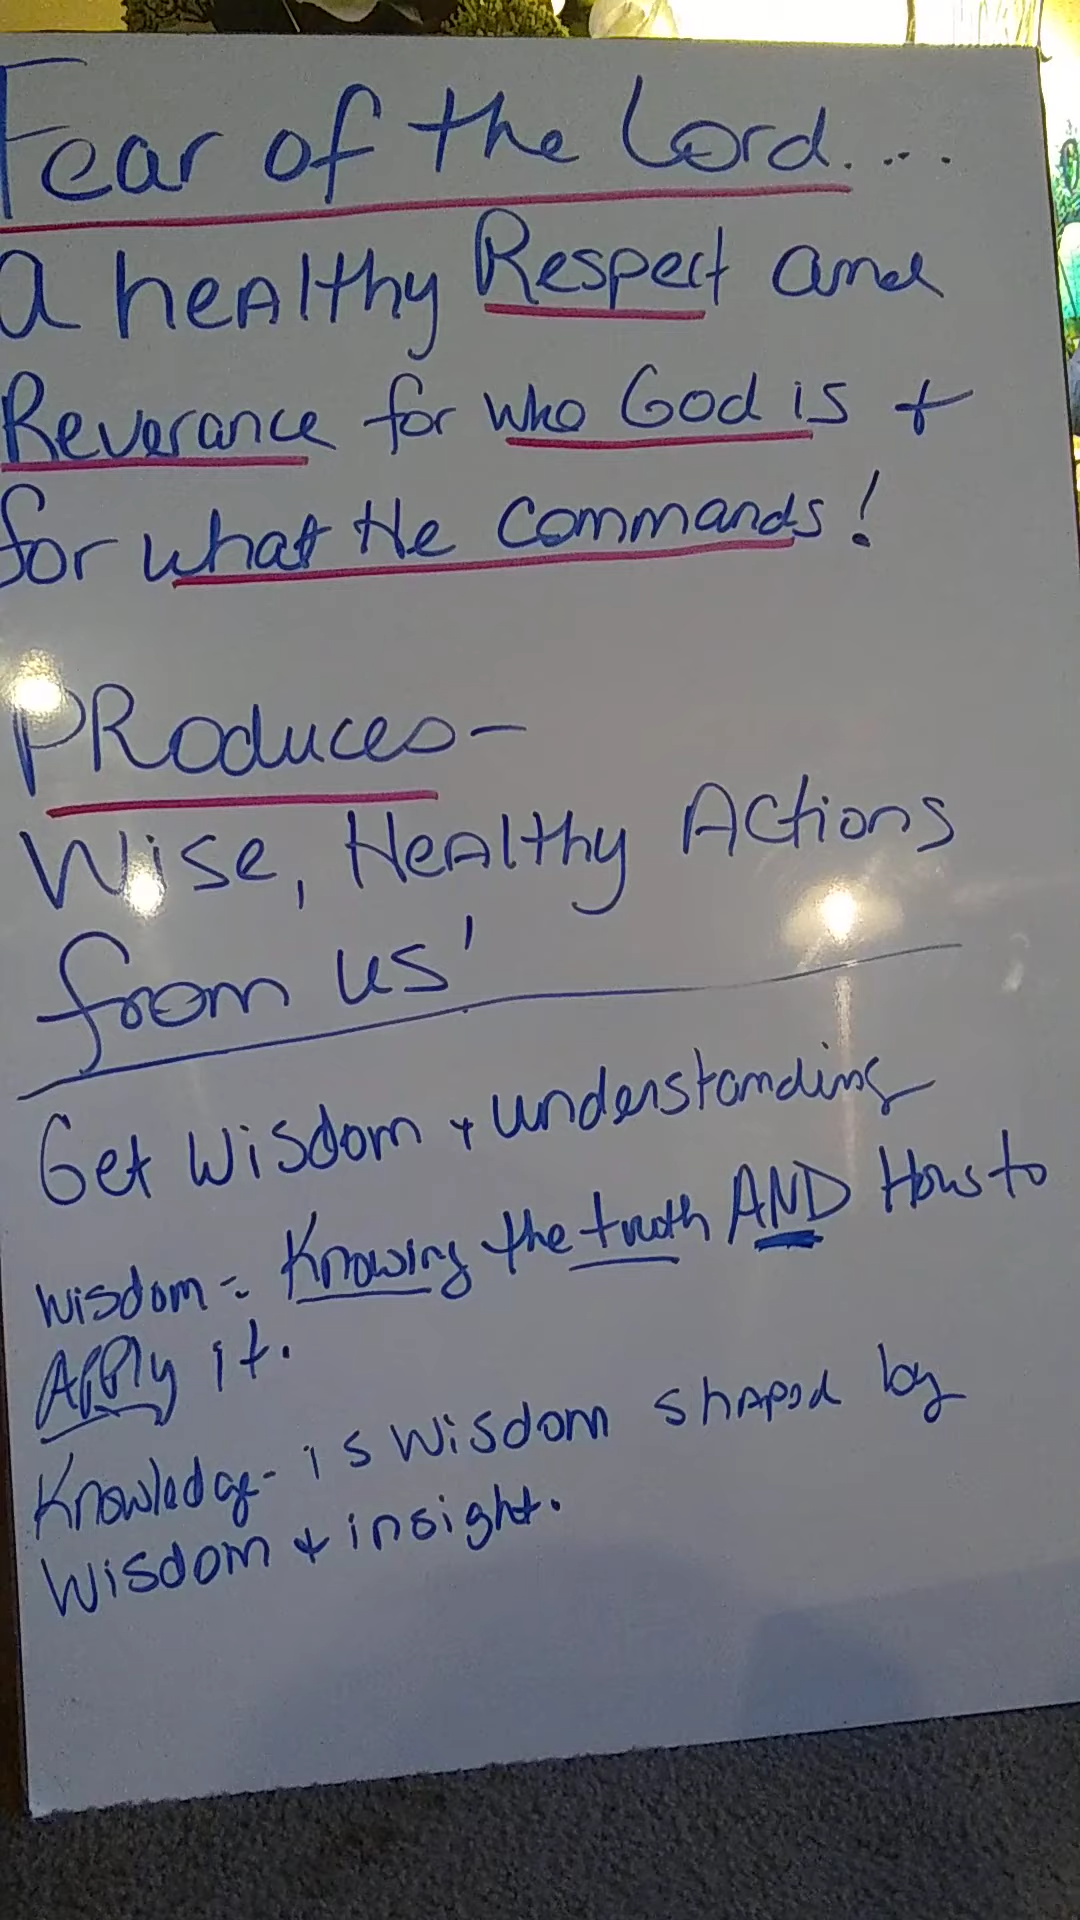 Fear of the Lord....
a healthy Respect and
Reverance for who God is +
for what He commands!
PRoduces-
Wise, Healthy Actions
from us'
Get Wisdom + understanding
Wisdom = Knowing the truth AND How to
Apply it.
Knowledge- is wisdom shaped by
Wisdom + insight.